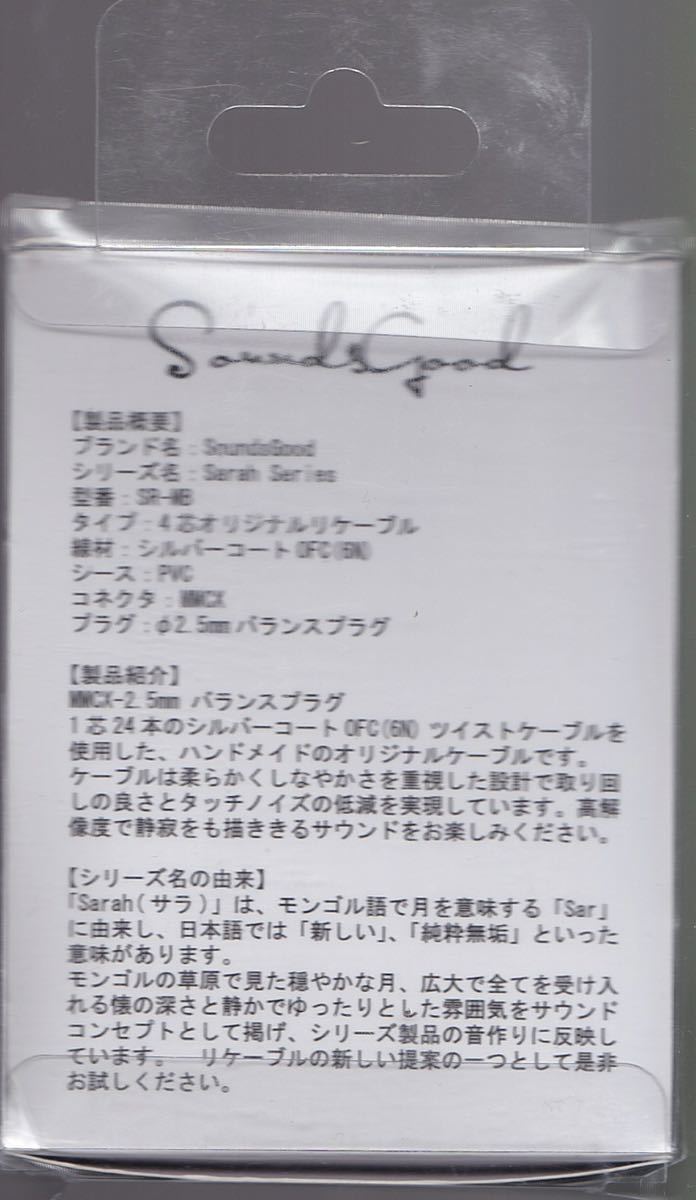 SoundsGood
【製品概要】
ブランド名：SoundsGood
シリーズ名：Sarah Series
型番：SR-MB
タイプ：4芯オリジナルリケーブル
線材：シルバーコートOFC(6N)
シース：PVC
コネクタ：MMCX
プラグ：φ2.5mmバランスプラグ
【製品紹介】
MMCX-2.5mm バランスプラグ
1芯24本のシルバーコートOFC(6N)ツイストケーブルを
使用した、ハンドメイドのオリジナルケーブルです。
ケーブルは柔らかくしなやかさを重視した設計で取り回
しの良さとタッチノイズの低減を実現しています。高解
像度で静寂をも描ききるサウンドをお楽しみください。
【シリーズ名の由来】
「Sarah(サラ)」は、モンゴル語で月を意味する「Sar」
に由来し、日本語では「新しい」、「純粋無垢」といった
意味があります。
モンゴルの草原で見た穏やかな月、広大で全てを受け入
れる懐の深さと静かでゆったりとした雰囲気をサウンド
コンセプトとして掲げ、シリーズ製品の音作りに反映し
ています。　リケーブルの新しい提案の一つとして是非
お試しください。